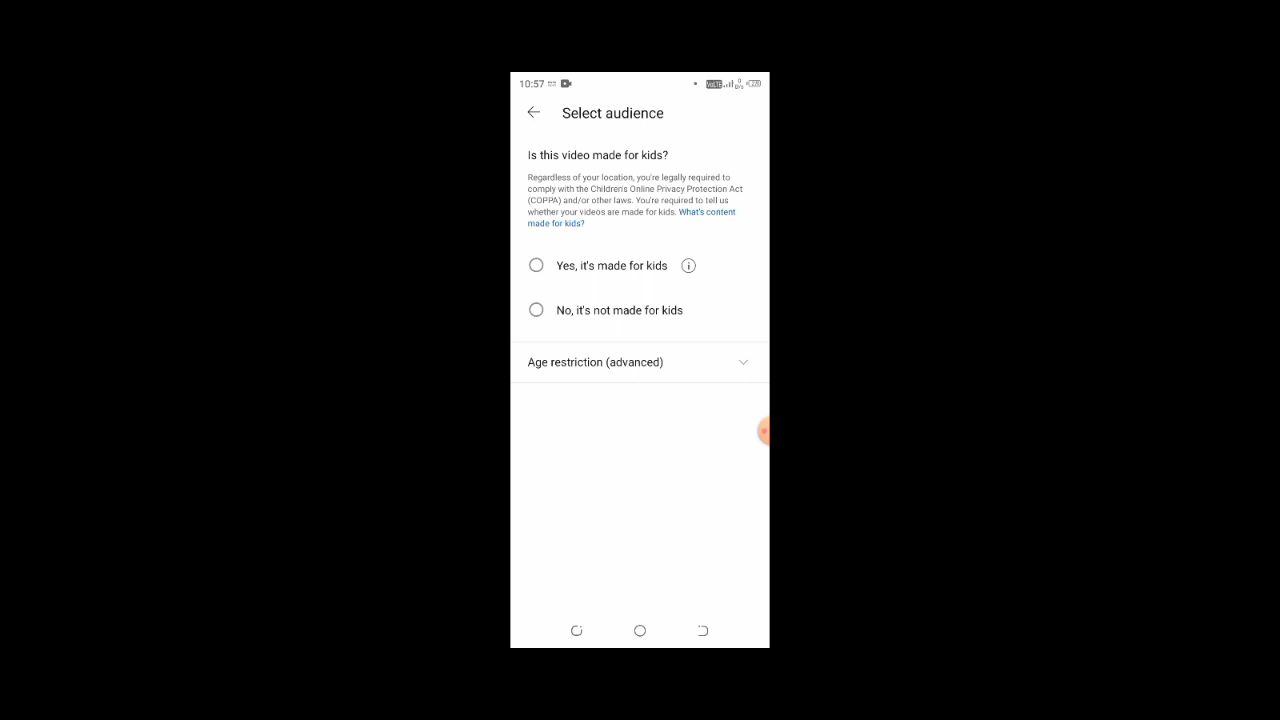 10:57
Select audience
Is this video made for kids?
Regardless of your location, you're legally required to
comply with the Children's Online Privacy Protection Act
(COPPA) and/or other laws. You're required to tell us
whether your videos are made for kids. What's content
made for kids?
Yes, it's made for kids
No, it's not made for kids
Age restriction (advanced)